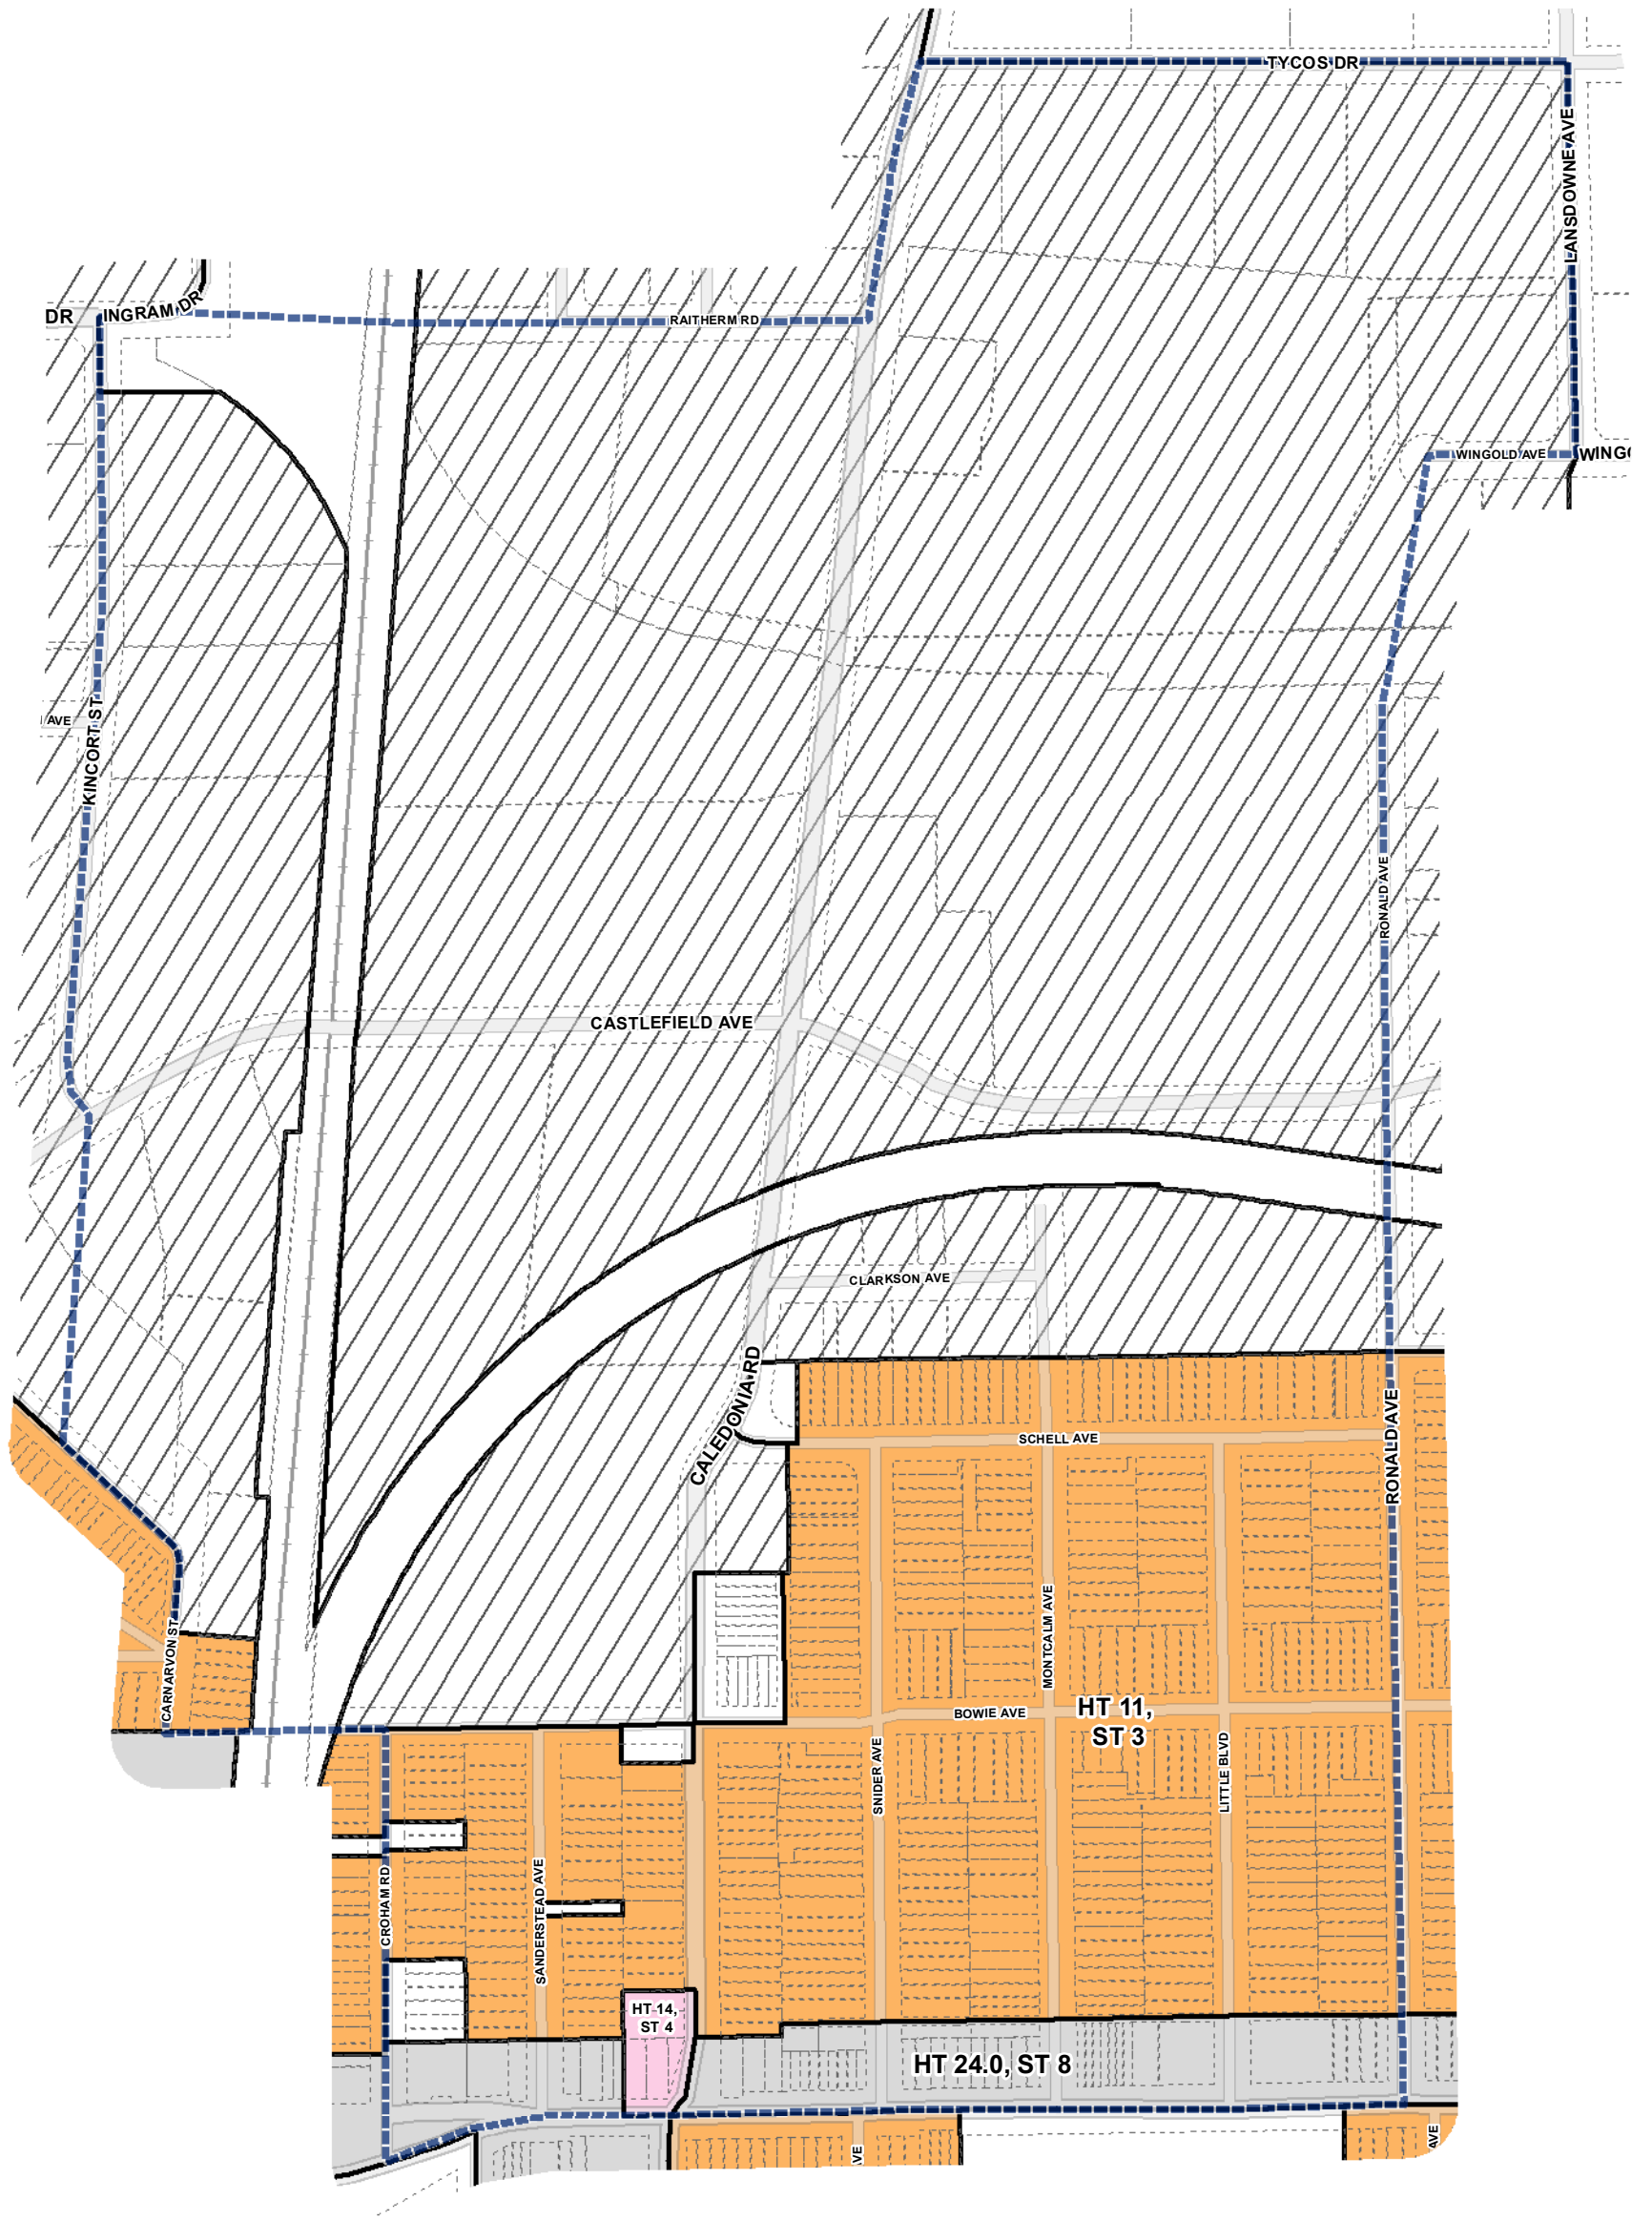 TYCOS DR
LANSDOWNE AVE
DR
INGRAM DR
RAITHERM RD
WINGOLD AVE
AVE
KINCORT ST
RONALD AVE
CASTLEFIELD AVE
CLARKSON AVE
CALEDONIA RD
SCHELL AVE
RONALD AVE
MONTCALM AVE
CARNARVON ST
BOWIE AVE
HT 11,
ST 3
SNIDER AVE
LITTLE BLVD
CROHAM RD
SANDERSTEAD AVE
HT 14,
ST 4
HT 24.0, ST 8
AVE